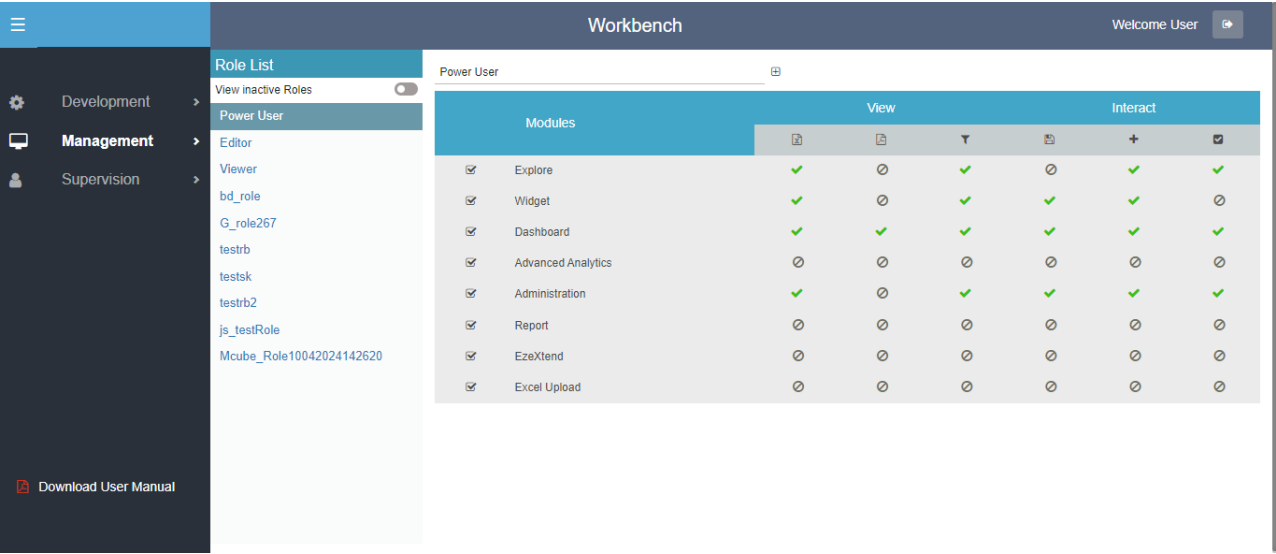 Workbench
Welcome User
Development
Management
Supervision
Download User Manual
Role List
View inactive Roles
Power User
Editor
Viewer
bd_role
G_role267
testrb
testsk
testrb2
js_testRole
Mcube_Role10042024142620
Power User
Modules
View
Interact
Explore
Widget
Dashboard
Advanced Analytics
Administration
Report
EzeXtend
Excel Upload